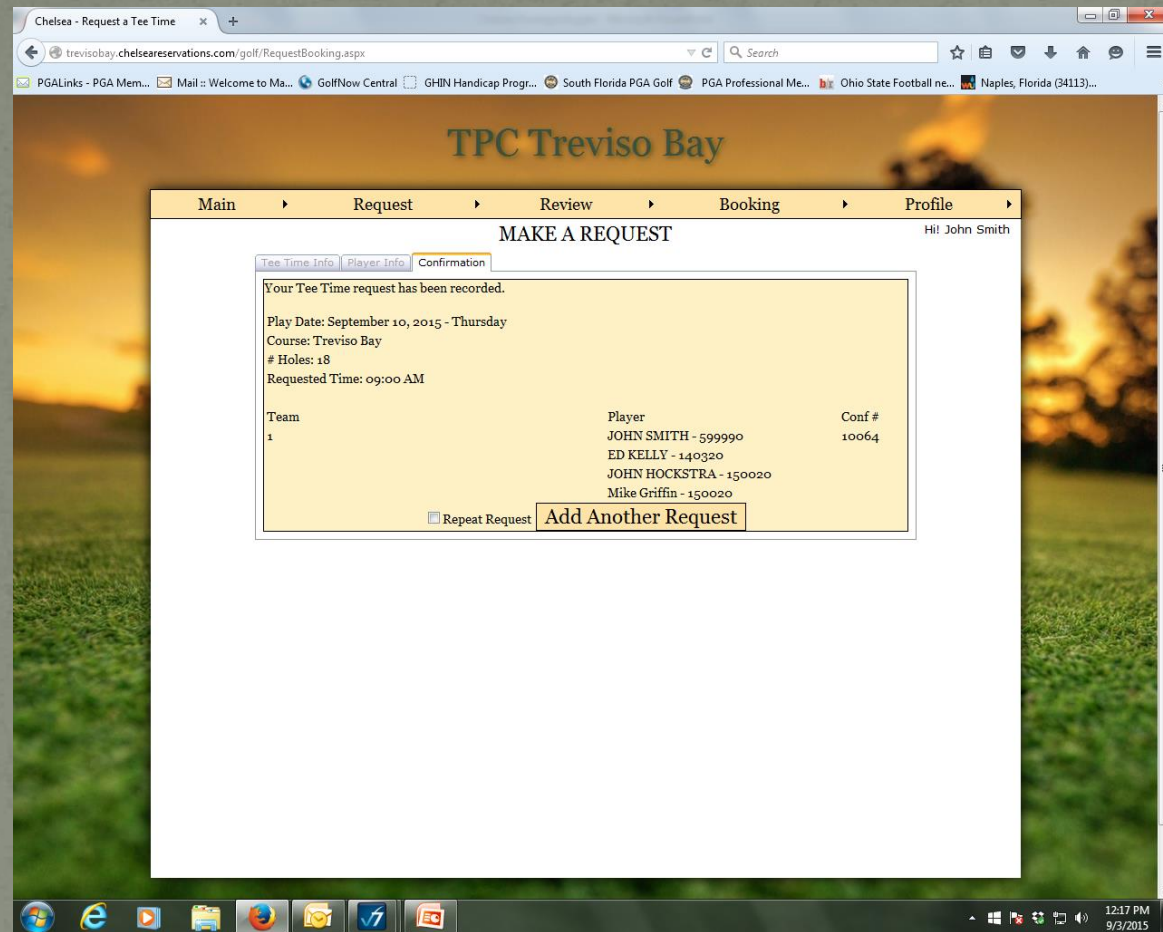 Chelsea - Request a Tee Time
trevisobay.chelseareservations.com/golf/RequestBooking.aspx
Search
PGALinks - PGA Mem... Mail :: Welcome to Ma... GolfNow Central GHIN Handicap Progr... South Florida PGA Golf PGA Professional Me... Ohio State Football ne... Naples, Florida (34113)...
TPC Treviso Bay
Main Request Review Booking Profile
MAKE A REQUEST
Hi! John Smith
Tee Time Info Player Info Confirmation
Your Tee Time request has been recorded.
Play Date: September 10, 2015 - Thursday
Course: Treviso Bay
# Holes: 18
Requested Time: 09:00 AM
Team Player Conf #
1 JOHN SMITH - 599990 10064
ED KELLY - 140320
JOHN HOCKSTRA - 150020
Mike Griffin - 150020
Repeat Request Add Another Request
12:17 PM
9/3/2015